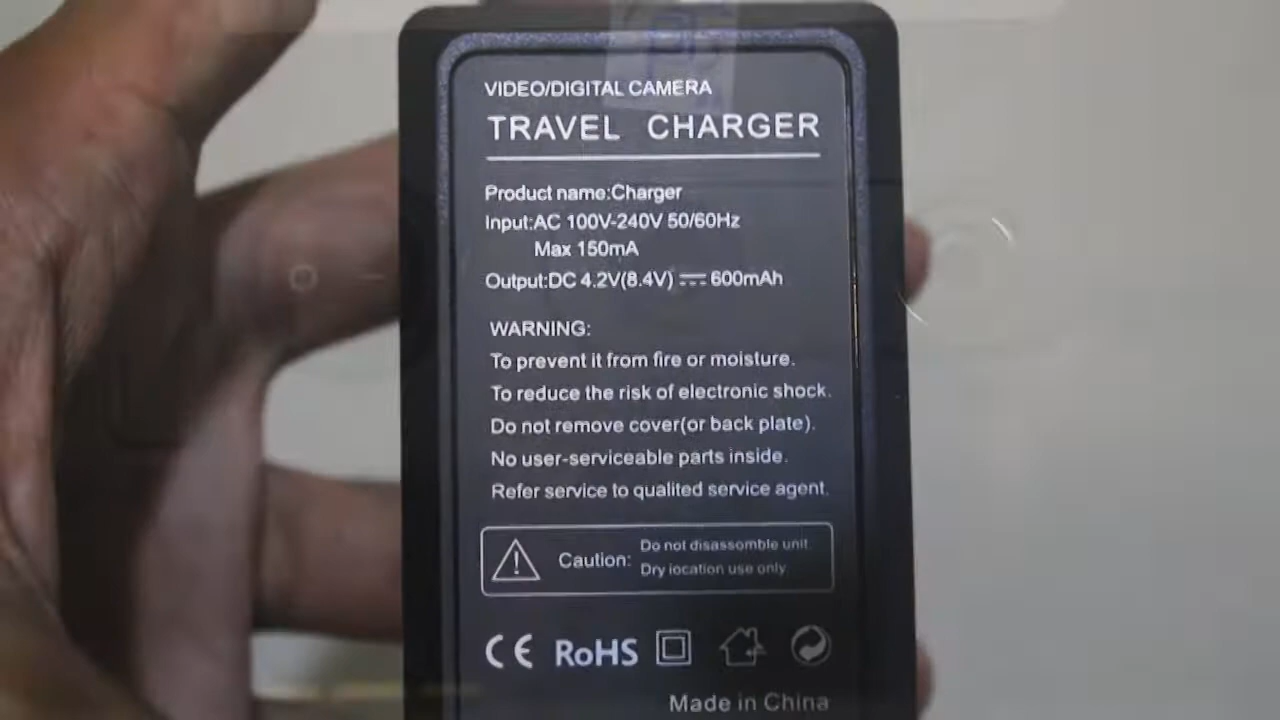 VIDEO/DIGITAL CAMERA
TRAVEL CHARGER
Product name:Charger
Input:AC 100V-240V 50/60Hz
Max 150mA
Output:DC 4.2V(8.4V) ⎓ 600mAh
WARNING:
To prevent it from fire or moisture.
To reduce the risk of electronic shock.
Do not remove cover(or back plate).
No user-serviceable parts inside.
Refer service to qualited service agent.
Caution: Do not disassomble unit.
Dry location use only
CE RoHS
Made in China